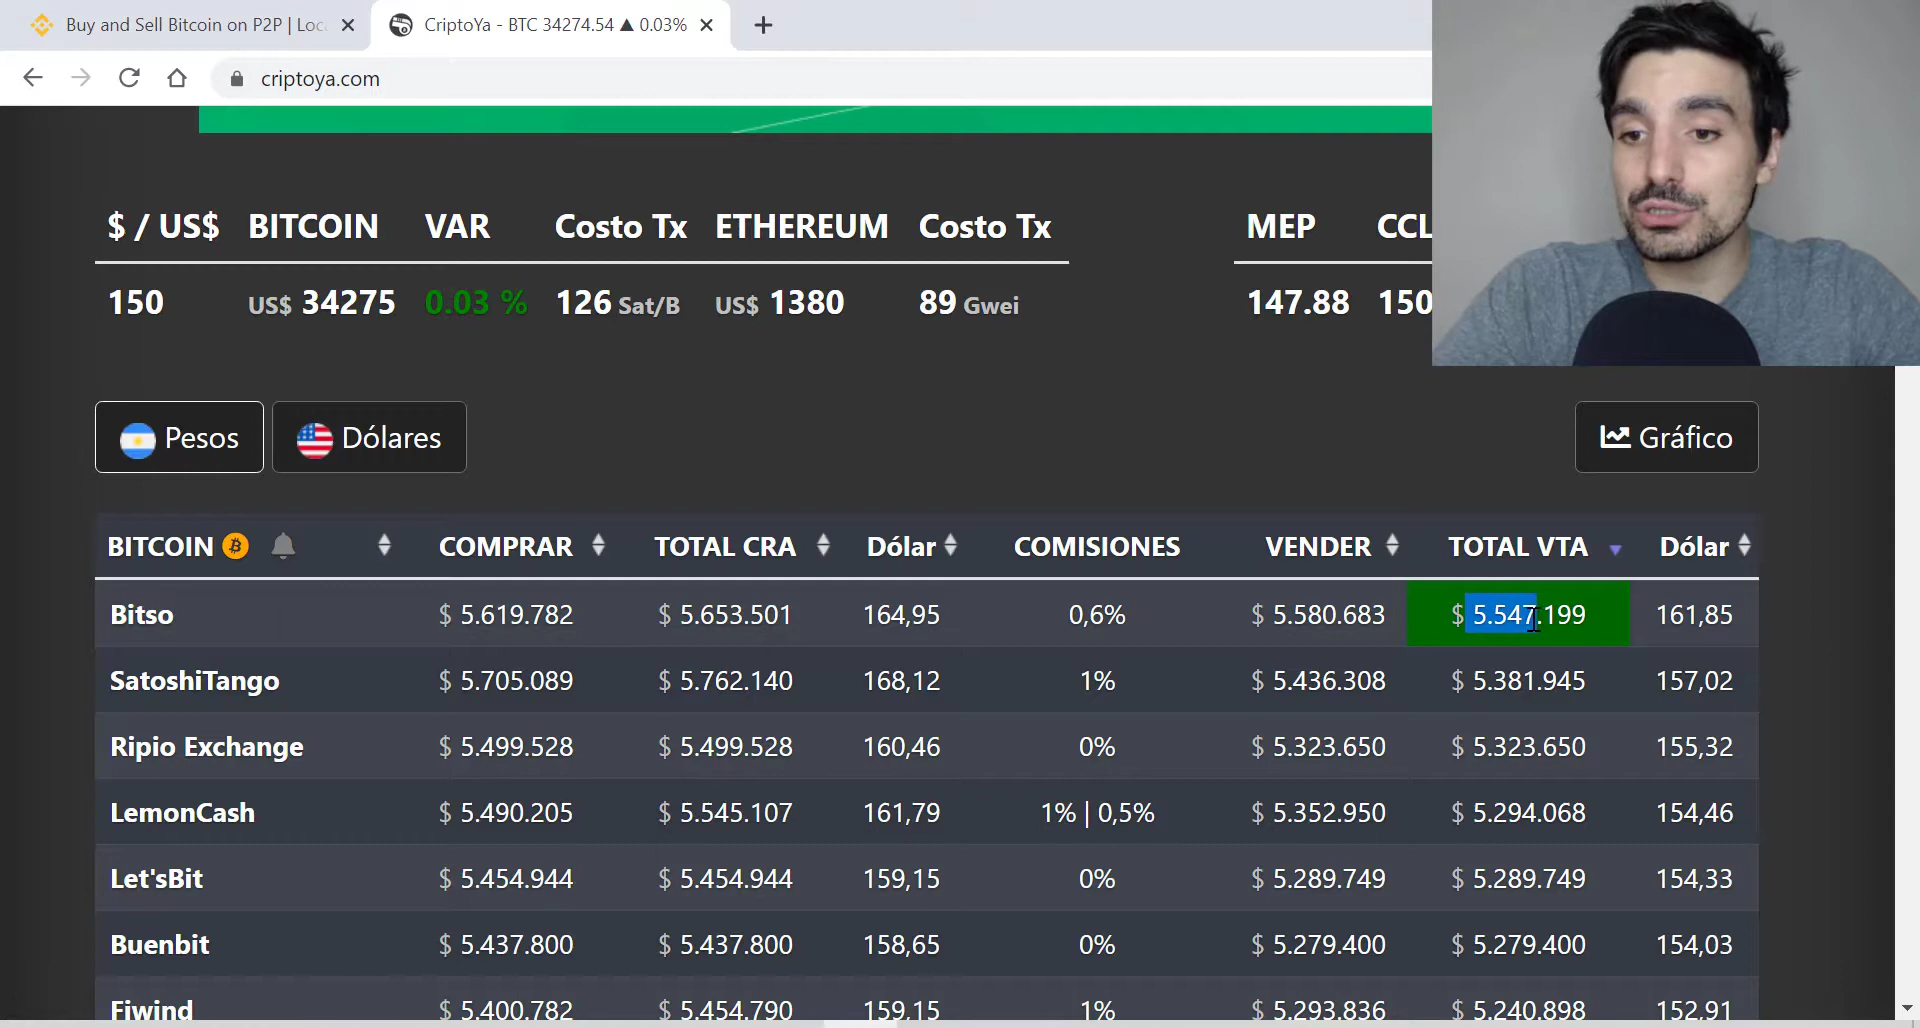 Buy and Sell Bitcoin on P2P | Loc
CriptoYa - BTC 34274.54 ▲ 0.03%
criptoya.com
$ / US$ BITCOIN VAR Costo Tx ETHEREUM Costo Tx MEP CCL
150 US$ 34275 0.03 % 126 Sat/B US$ 1380 89 Gwei 147.88 150
Pesos Dólares Gráfico
BITCOIN COMPRAR TOTAL CRA Dólar COMISIONES VENDER TOTAL VTA Dólar
Bitso $ 5.619.782 $ 5.653.501 164,95 0,6% $ 5.580.683 $ 5.547.199 161,85
SatoshiTango $ 5.705.089 $ 5.762.140 168,12 1% $ 5.436.308 $ 5.381.945 157,02
Ripio Exchange $ 5.499.528 $ 5.499.528 160,46 0% $ 5.323.650 $ 5.323.650 155,32
LemonCash $ 5.490.205 $ 5.545.107 161,79 1% | 0,5% $ 5.352.950 $ 5.294.068 154,46
Let'sBit $ 5.454.944 $ 5.454.944 159,15 0% $ 5.289.749 $ 5.289.749 154,33
Buenbit $ 5.437.800 $ 5.437.800 158,65 0% $ 5.279.400 $ 5.279.400 154,03
Fiwind $ 5.400.782 $ 5.454.790 159,15 1% $ 5.293.836 $ 5.240.898 152,91